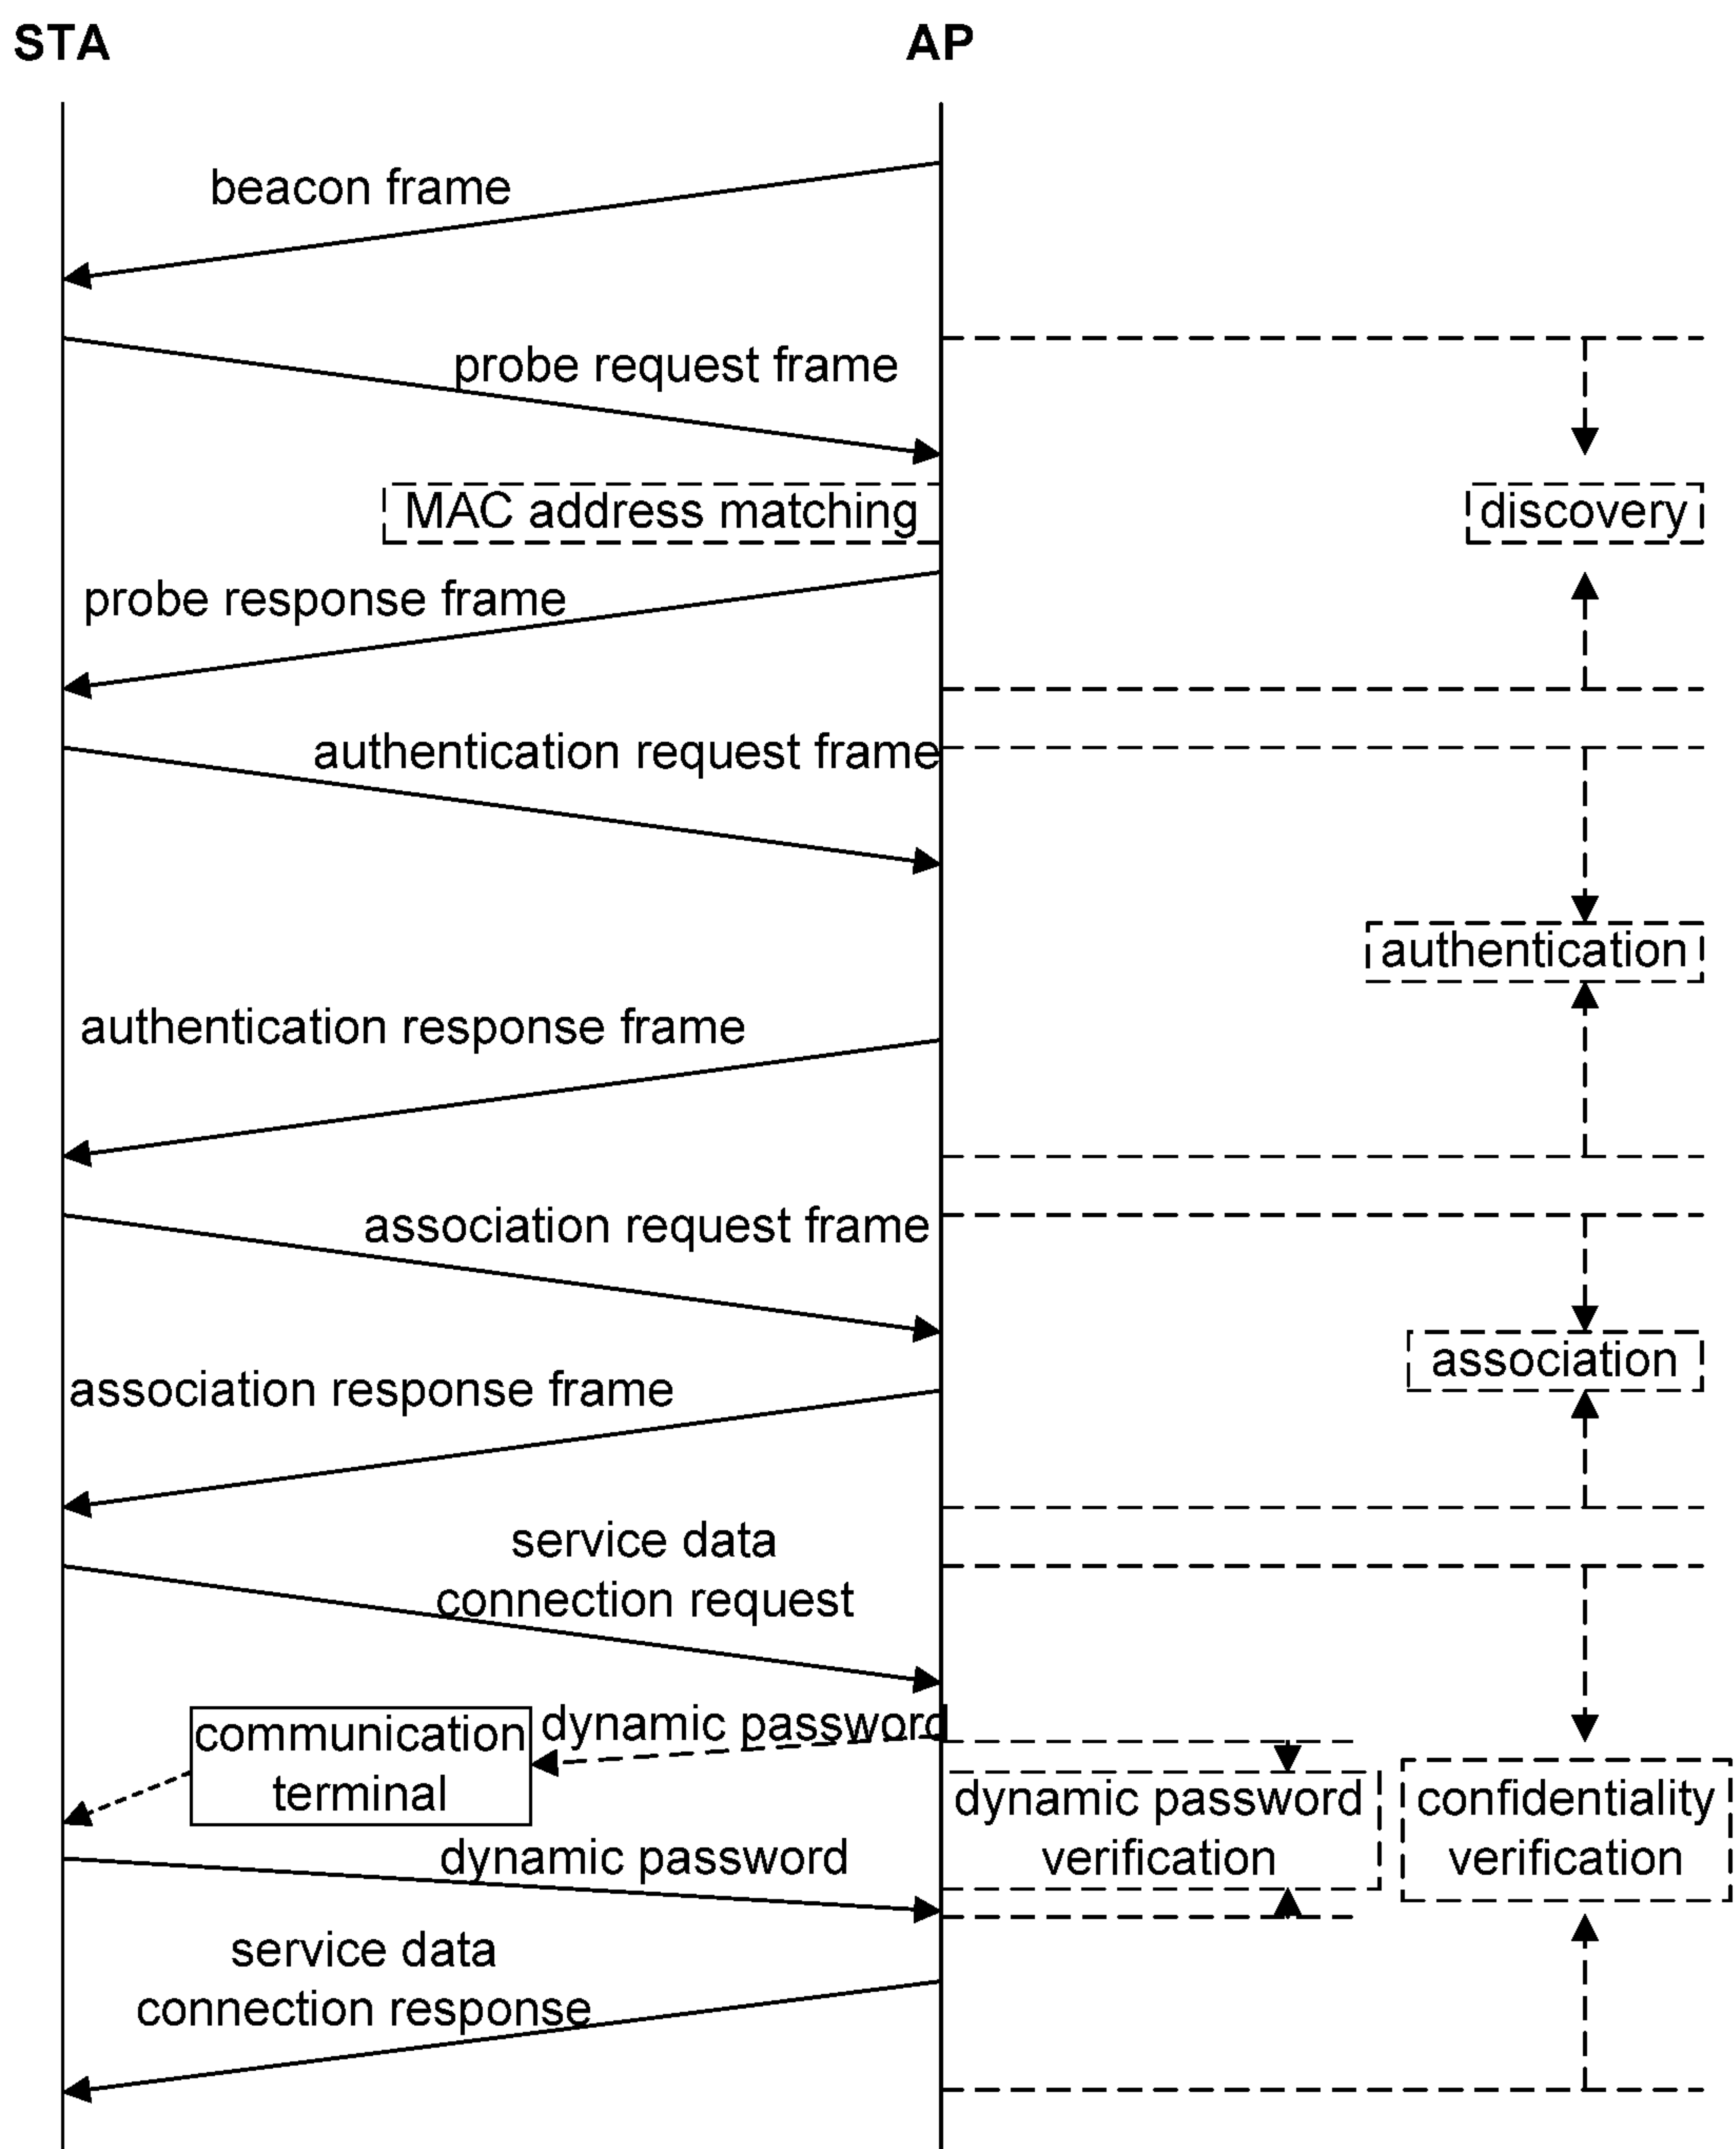 STA
AP
beacon frame
probe request frame
MAC address matching
discovery
probe response frame
authentication request frame
authentication
authentication response frame
association request frame
association
association response frame
service data
connection request
dynamic password
communication
terminal
dynamic password
verification
confidentiality
verification
dynamic password
service data
connection response